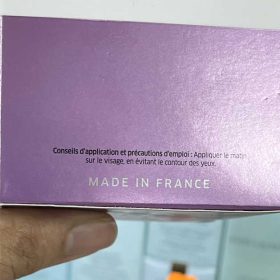 Conseils d'application et précautions d'emploi : Appliquer le matin
sur le visage, en évitant le contour des yeux.
MADE IN FRANCE